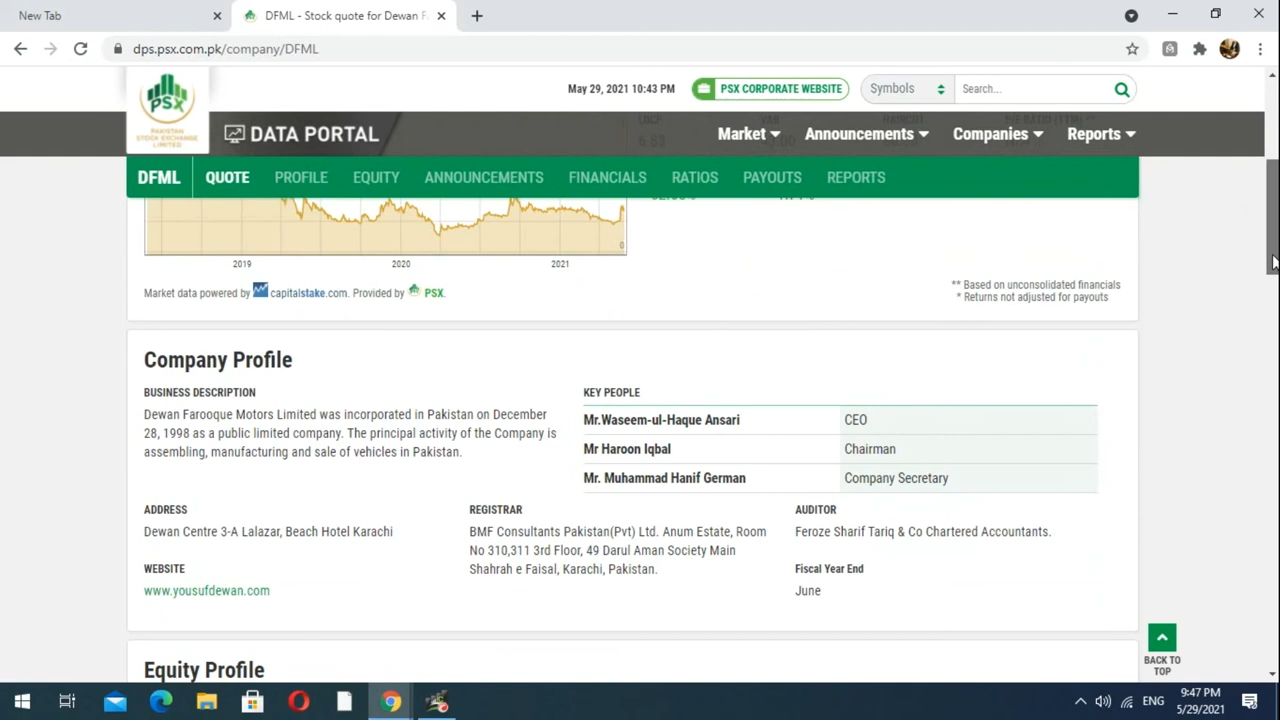 New Tab
DFML - Stock quote for Dewan F
dps.psx.com.pk/company/DFML
PSX
PAKISTAN
STOCK EXCHANGE
LIMITED
May 29, 2021 10:43 PM
PSX CORPORATE WEBSITE
Symbols
Search...
DATA PORTAL
Market
Announcements
Companies
Reports
DFML
QUOTE
PROFILE
EQUITY
ANNOUNCEMENTS
FINANCIALS
RATIOS
PAYOUTS
REPORTS
0
2019
2020
2021
Market data powered by capitalstake.com. Provided by PSX.
** Based on unconsolidated financials
* Returns not adjusted for payouts
Company Profile
BUSINESS DESCRIPTION
Dewan Farooque Motors Limited was incorporated in Pakistan on December
28, 1998 as a public limited company. The principal activity of the Company is
assembling, manufacturing and sale of vehicles in Pakistan.
KEY PEOPLE
Mr.Waseem-ul-Haque Ansari CEO
Mr Haroon Iqbal Chairman
Mr. Muhammad Hanif German Company Secretary
ADDRESS
Dewan Centre 3-A Lalazar, Beach Hotel Karachi
REGISTRAR
BMF Consultants Pakistan(Pvt) Ltd. Anum Estate, Room
No 310,311 3rd Floor, 49 Darul Aman Society Main
Shahrah e Faisal, Karachi, Pakistan.
AUDITOR
Feroze Sharif Tariq & Co Chartered Accountants.
WEBSITE
www.yousufdewan.com
Fiscal Year End
June
Equity Profile
BACK TO
TOP
ENG
9:47 PM
5/29/2021